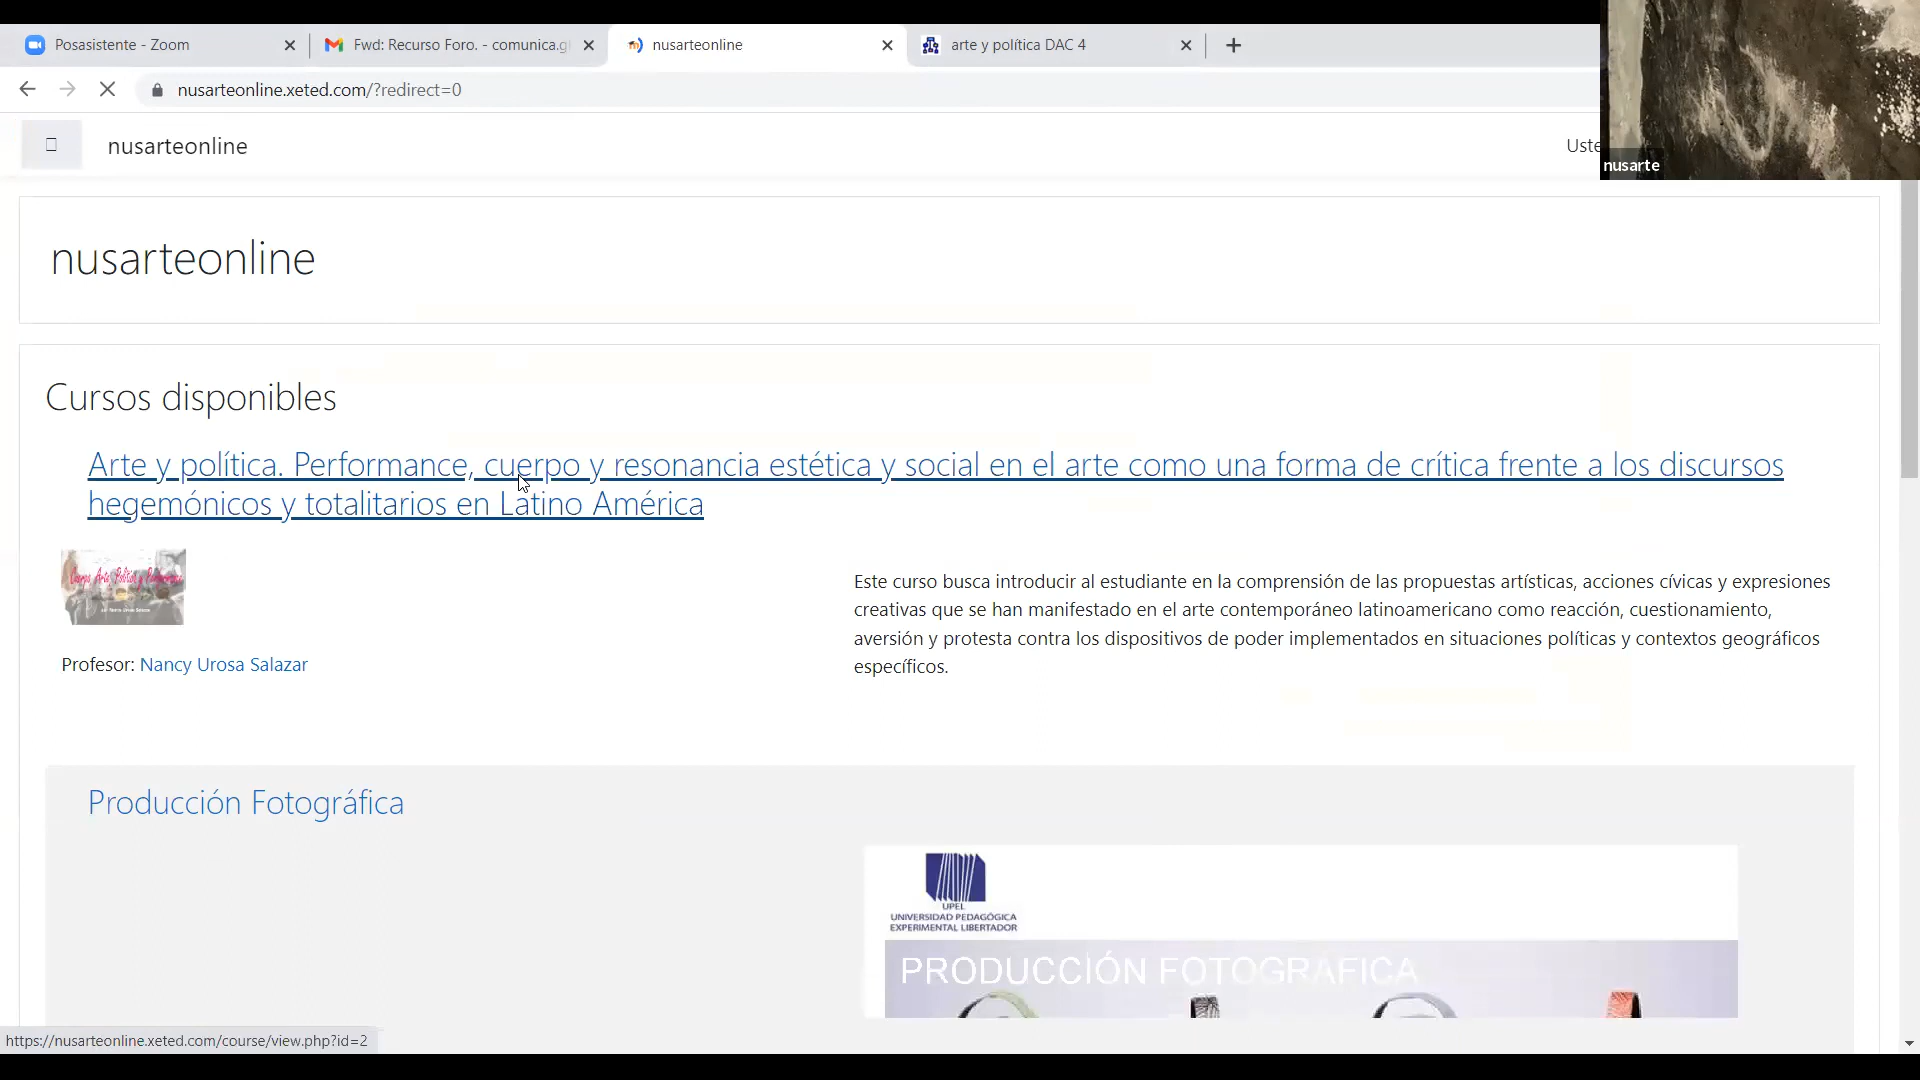 Posasistente - Zoom
Fwd: Recurso Foro. - comunica.gl
nusarteonline
arte y política DAC 4
nusarteonline.xeted.com/?redirect=0
nusarteonline
Uste
nusarte
nusarteonline
Cursos disponibles
Arte y política. Performance, cuerpo y resonancia estética y social en el arte como una forma de crítica frente a los discursos
hegemónicos y totalitarios en Latino América
Cuerpo, Arte, Política y Performance
Profesor: Nancy Urosa Salazar
Este curso busca introducir al estudiante en la comprensión de las propuestas artísticas, acciones cívicas y expresiones
creativas que se han manifestado en el arte contemporáneo latinoamericano como reacción, cuestionamiento,
aversión y protesta contra los dispositivos de poder implementados en situaciones políticas y contextos geográficos
específicos.
Producción Fotográfica
UPEL
UNIVERSIDAD PEDAGÓGICA
EXPERIMENTAL LIBERTADOR
PRODUCCIÓN FOTOGRAFICA
https://nusarteonline.xeted.com/course/view.php?id=2